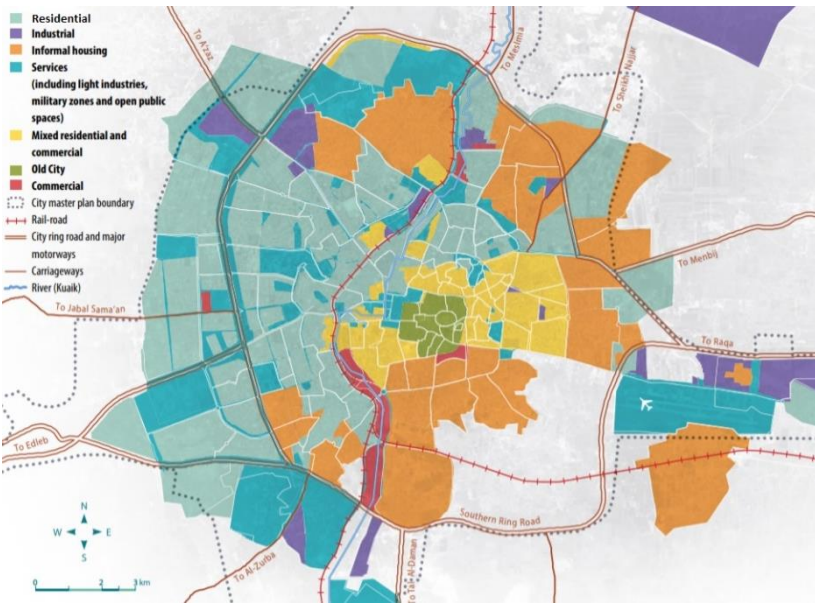 Residential
Industrial
Informal housing
Services
(including light industries,
military zones and open public
spaces)
Mixed residential and
commercial
Old City
Commercial
City master plan boundary
Rail-road
City ring road and major
motorways
Carriageways
River (Kuaik)
To A'zaz
To Meslmia
To Sheikh Najjar
To Menbij
To Jabal Sama'an
To Raqa
To Edleb
Southern Ring Road
To Al-Zurba
To Tal Al-Daman
N
W E
S
0 2 3 km